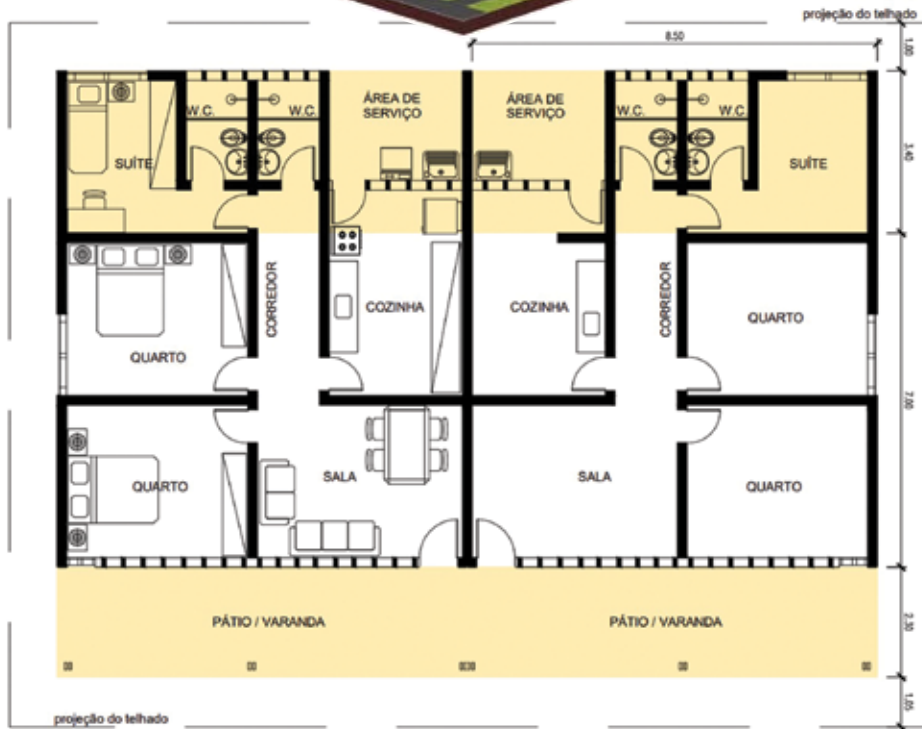 projeção do telhado
8.50
1.00
ÁREA DE
SERVIÇO
ÁREA DE
SERVIÇO
W.C.
W.C.
W.C.
W.C.
SUÍTE
SUÍTE
3.40
CORREDOR
COZINHA
COZINHA
CORREDOR
QUARTO
QUARTO
7.00
QUARTO
SALA
SALA
QUARTO
PÁTIO / VARANDA
PÁTIO / VARANDA
2.30
1.05
projeção do telhado